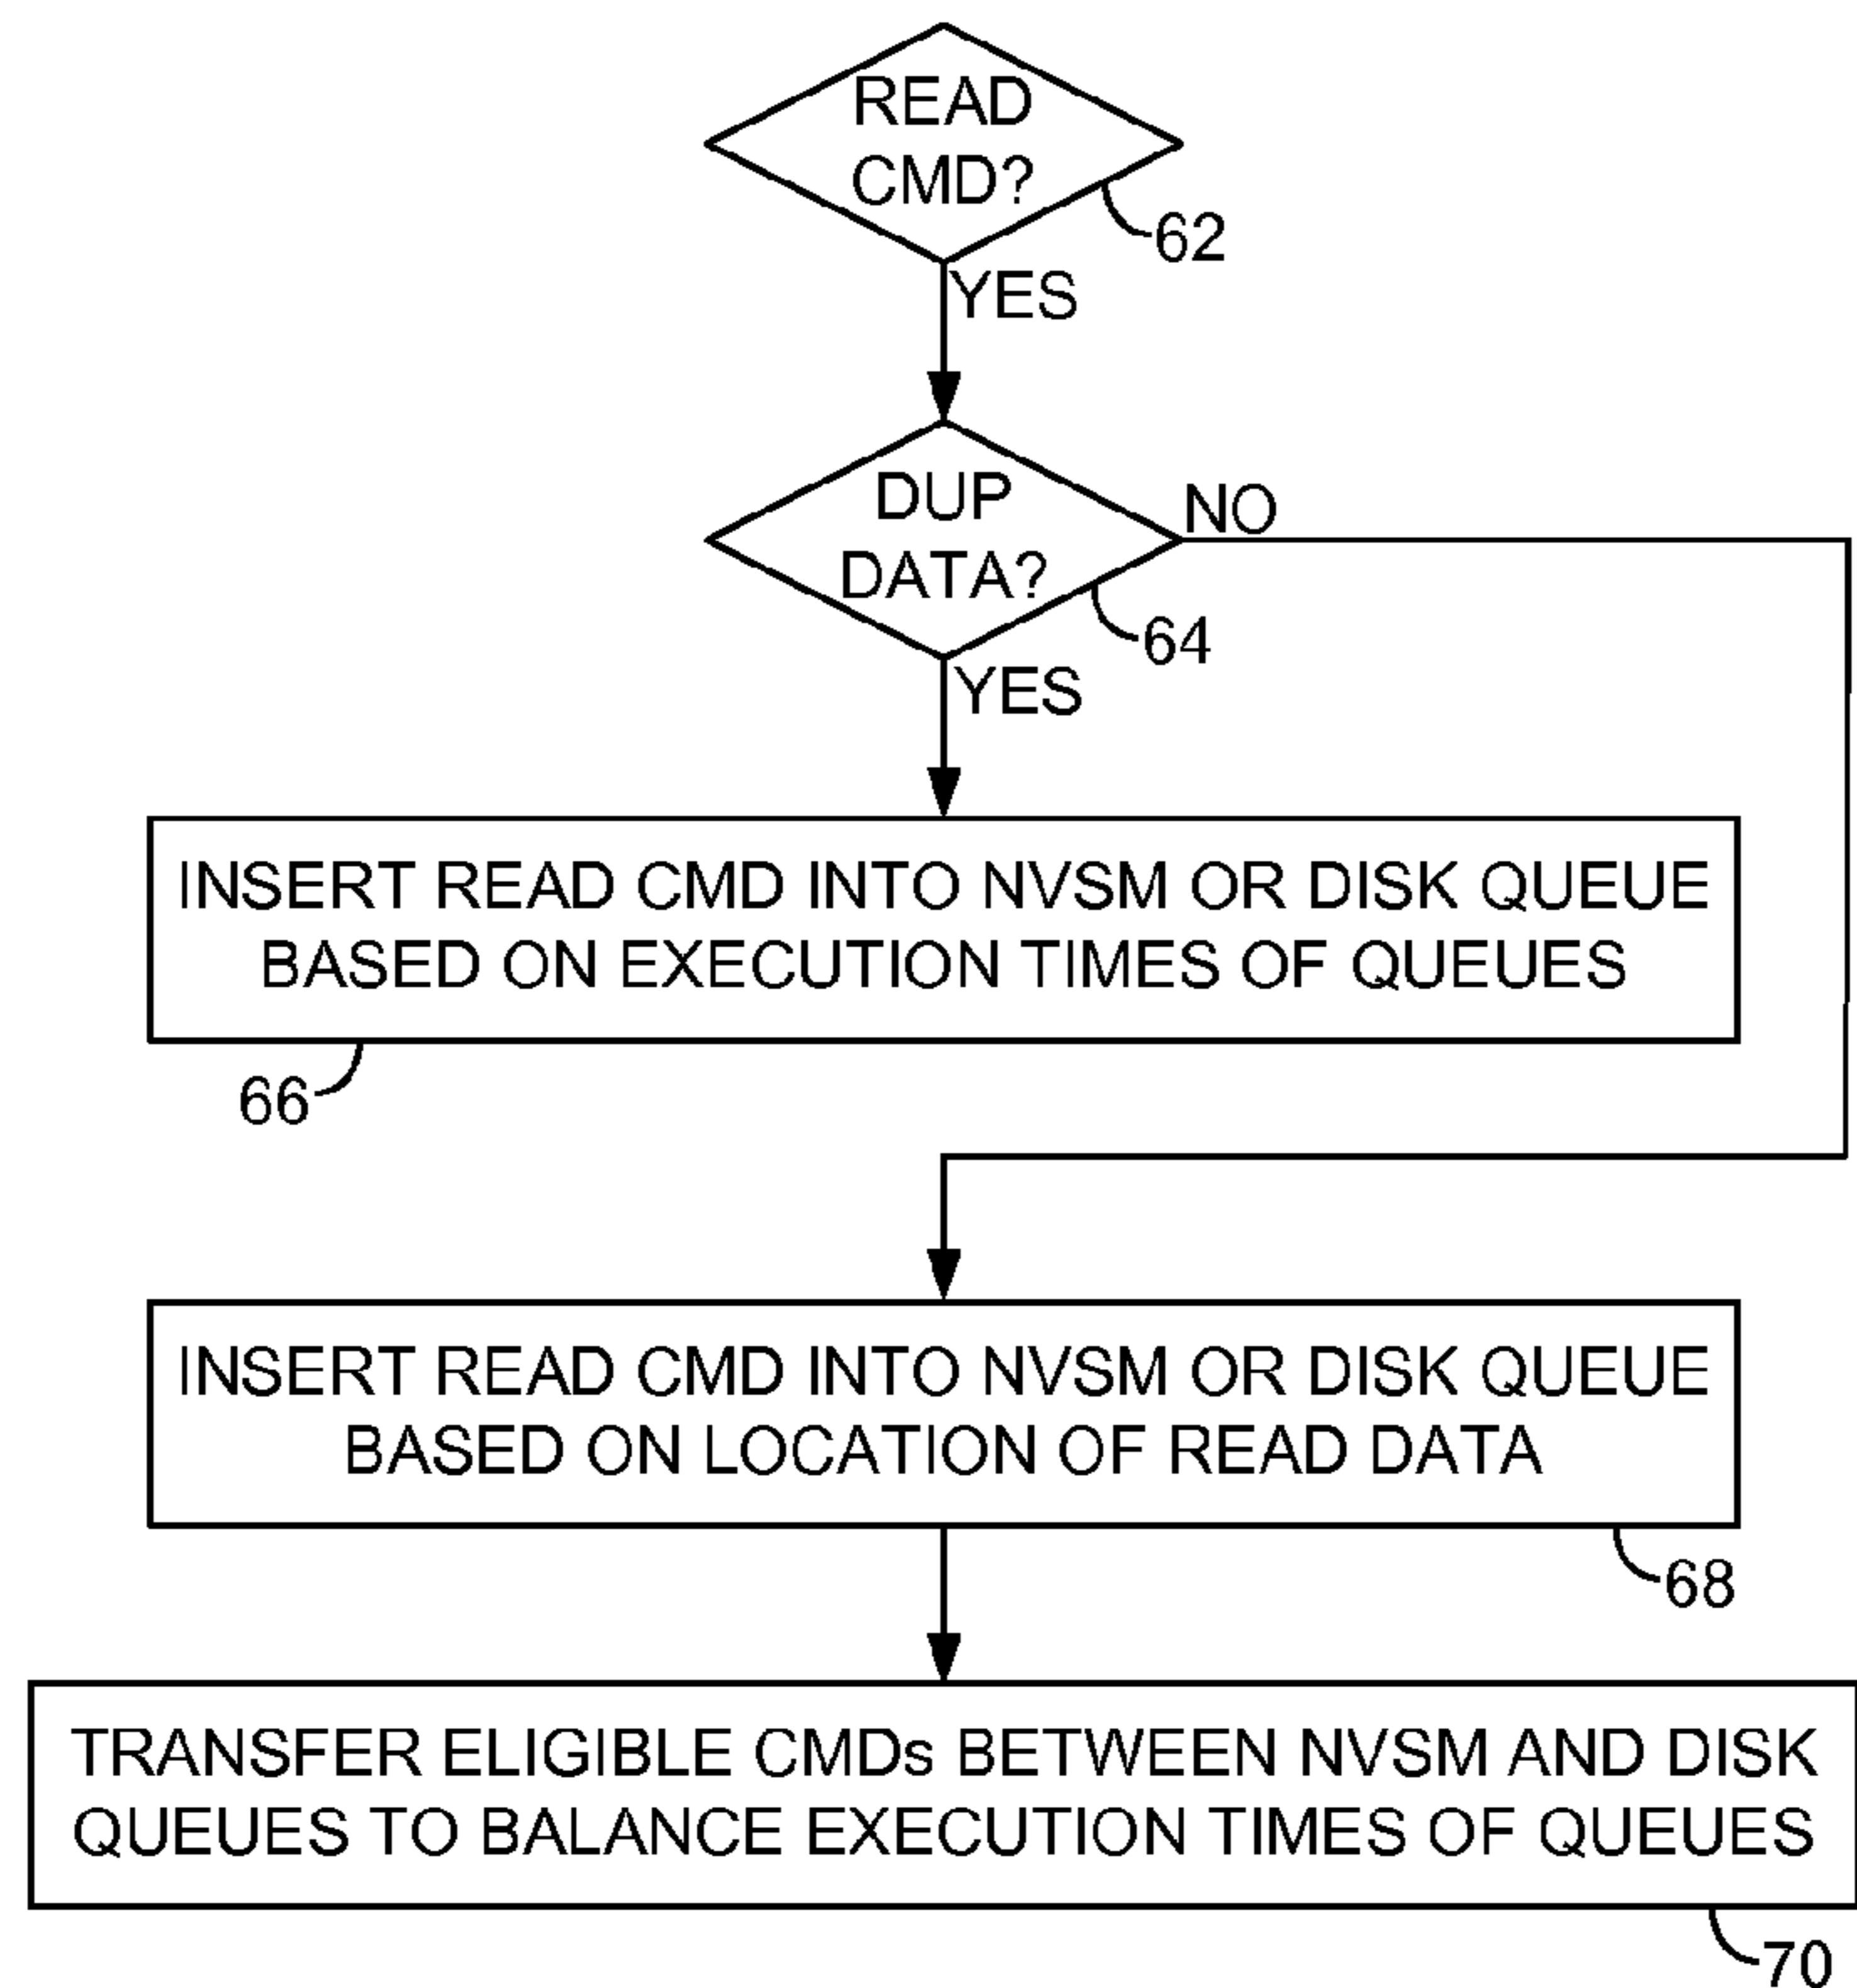 READ
CMD?
62
YES
DUP
DATA?
NO
64
YES
INSERT READ CMD INTO NVSM OR DISK QUEUE
BASED ON EXECUTION TIMES OF QUEUES
66
INSERT READ CMD INTO NVSM OR DISK QUEUE
BASED ON LOCATION OF READ DATA
68
TRANSFER ELIGIBLE CMDs BETWEEN NVSM AND DISK
QUEUES TO BALANCE EXECUTION TIMES OF QUEUES
70